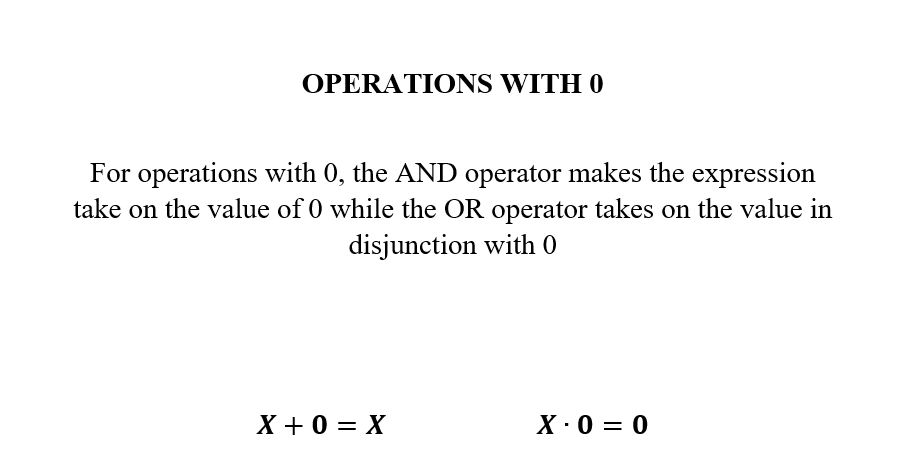 OPERATIONS WITH 0
For operations with 0, the AND operator makes the expression
take on the value of 0 while the OR operator takes on the value in
disjunction with 0
X + 0 = X X · 0 = 0